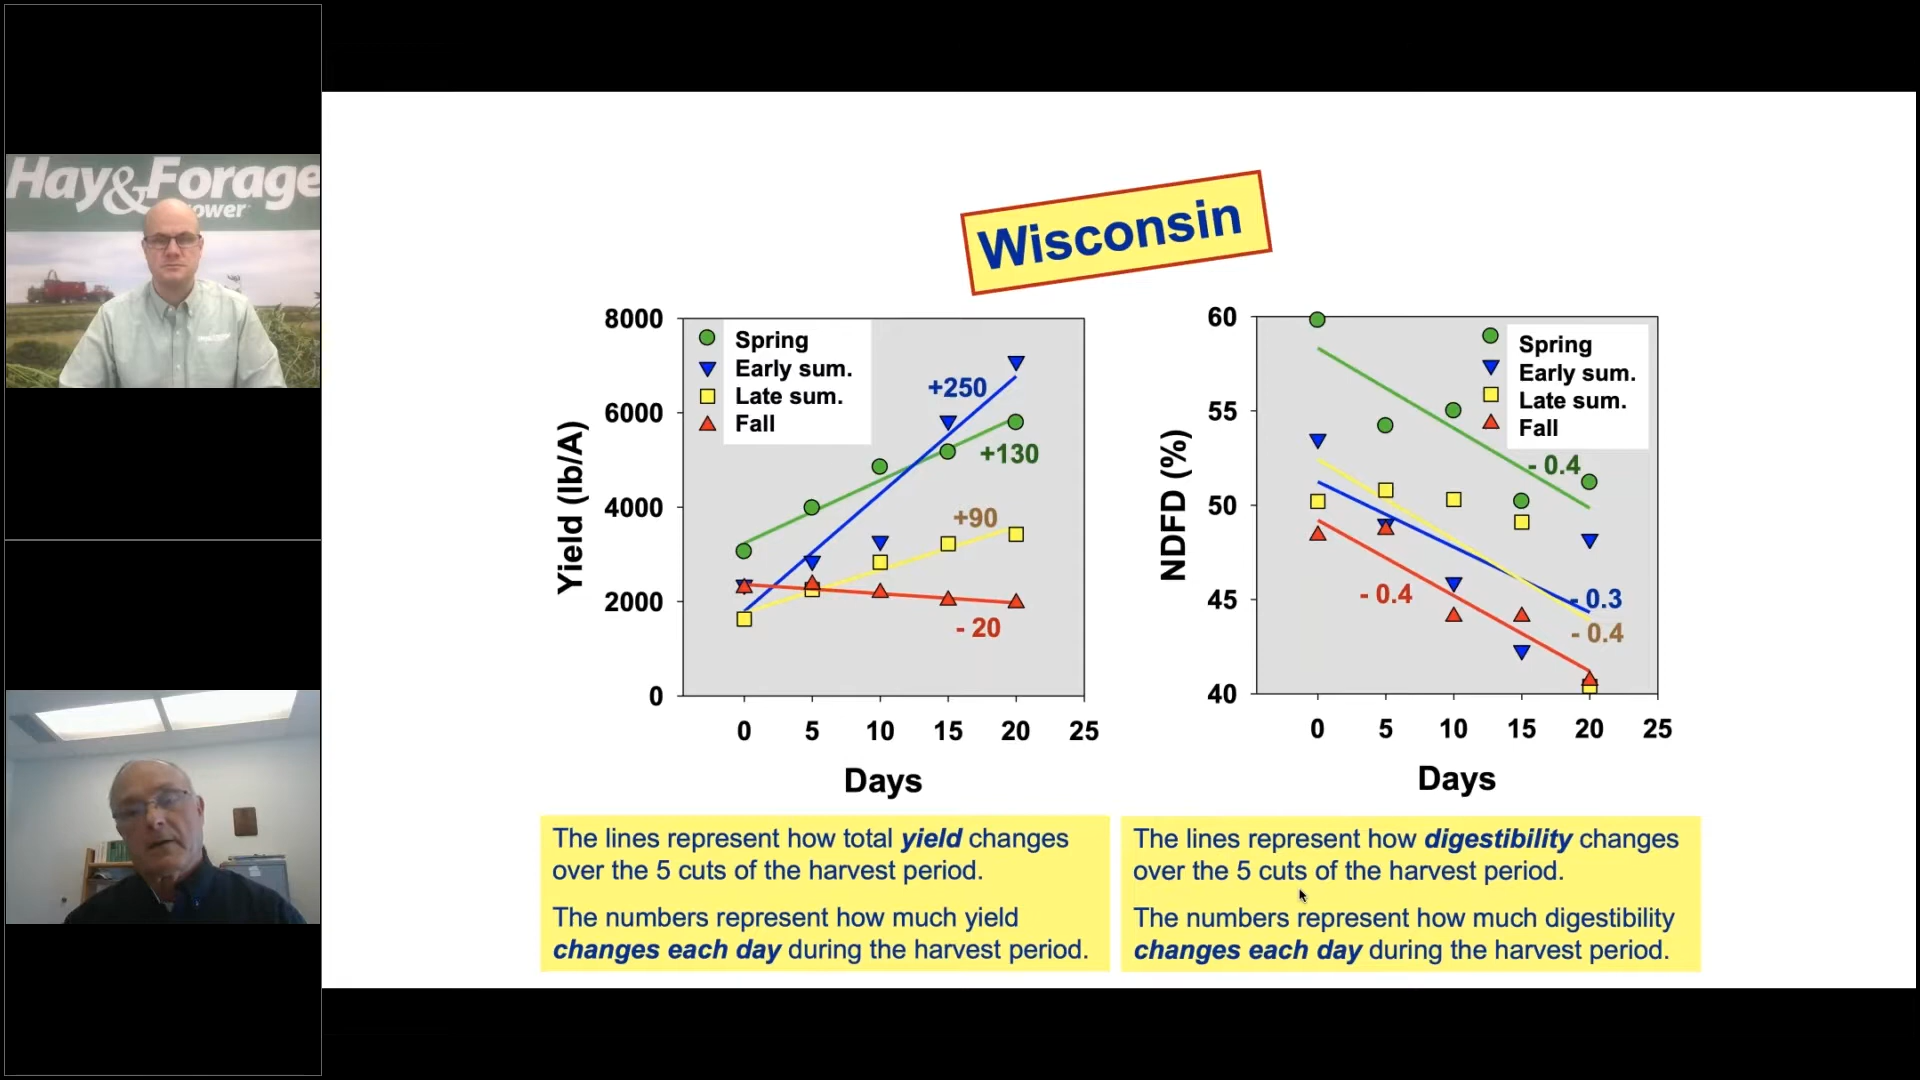 Hay&Forage
ower
Wisconsin
8000
6000
4000
2000
0
Yield (lb/A)
Spring
Early sum.
Late sum.
Fall
+250
+130
+90
- 20
0 5 10 15 20 25
Days
60
55
50
45
40
NDFD (%)
Spring
Early sum.
Late sum.
Fall
- 0.4
- 0.4
- 0.3
- 0.4
0 5 10 15 20 25
Days
The lines represent how total yield changes
over the 5 cuts of the harvest period.
The numbers represent how much yield
changes each day during the harvest period.
The lines represent how digestibility changes
over the 5 cuts of the harvest period.
The numbers represent how much digestibility
changes each day during the harvest period.